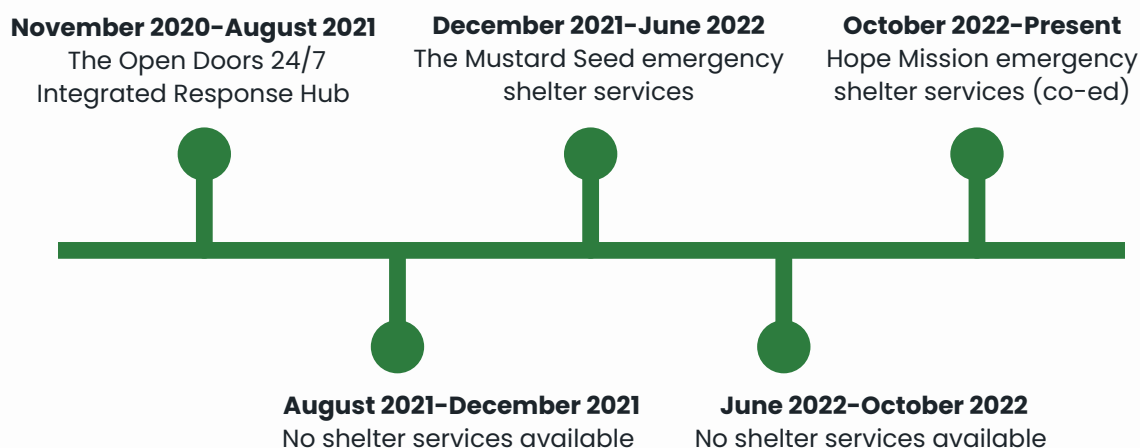 November 2020-August 2021
The Open Doors 24/7
Integrated Response Hub
December 2021-June 2022
The Mustard Seed emergency
shelter services
October 2022-Present
Hope Mission emergency
shelter services (co-ed)
August 2021-December 2021
No shelter services available
June 2022-October 2022
No shelter services available